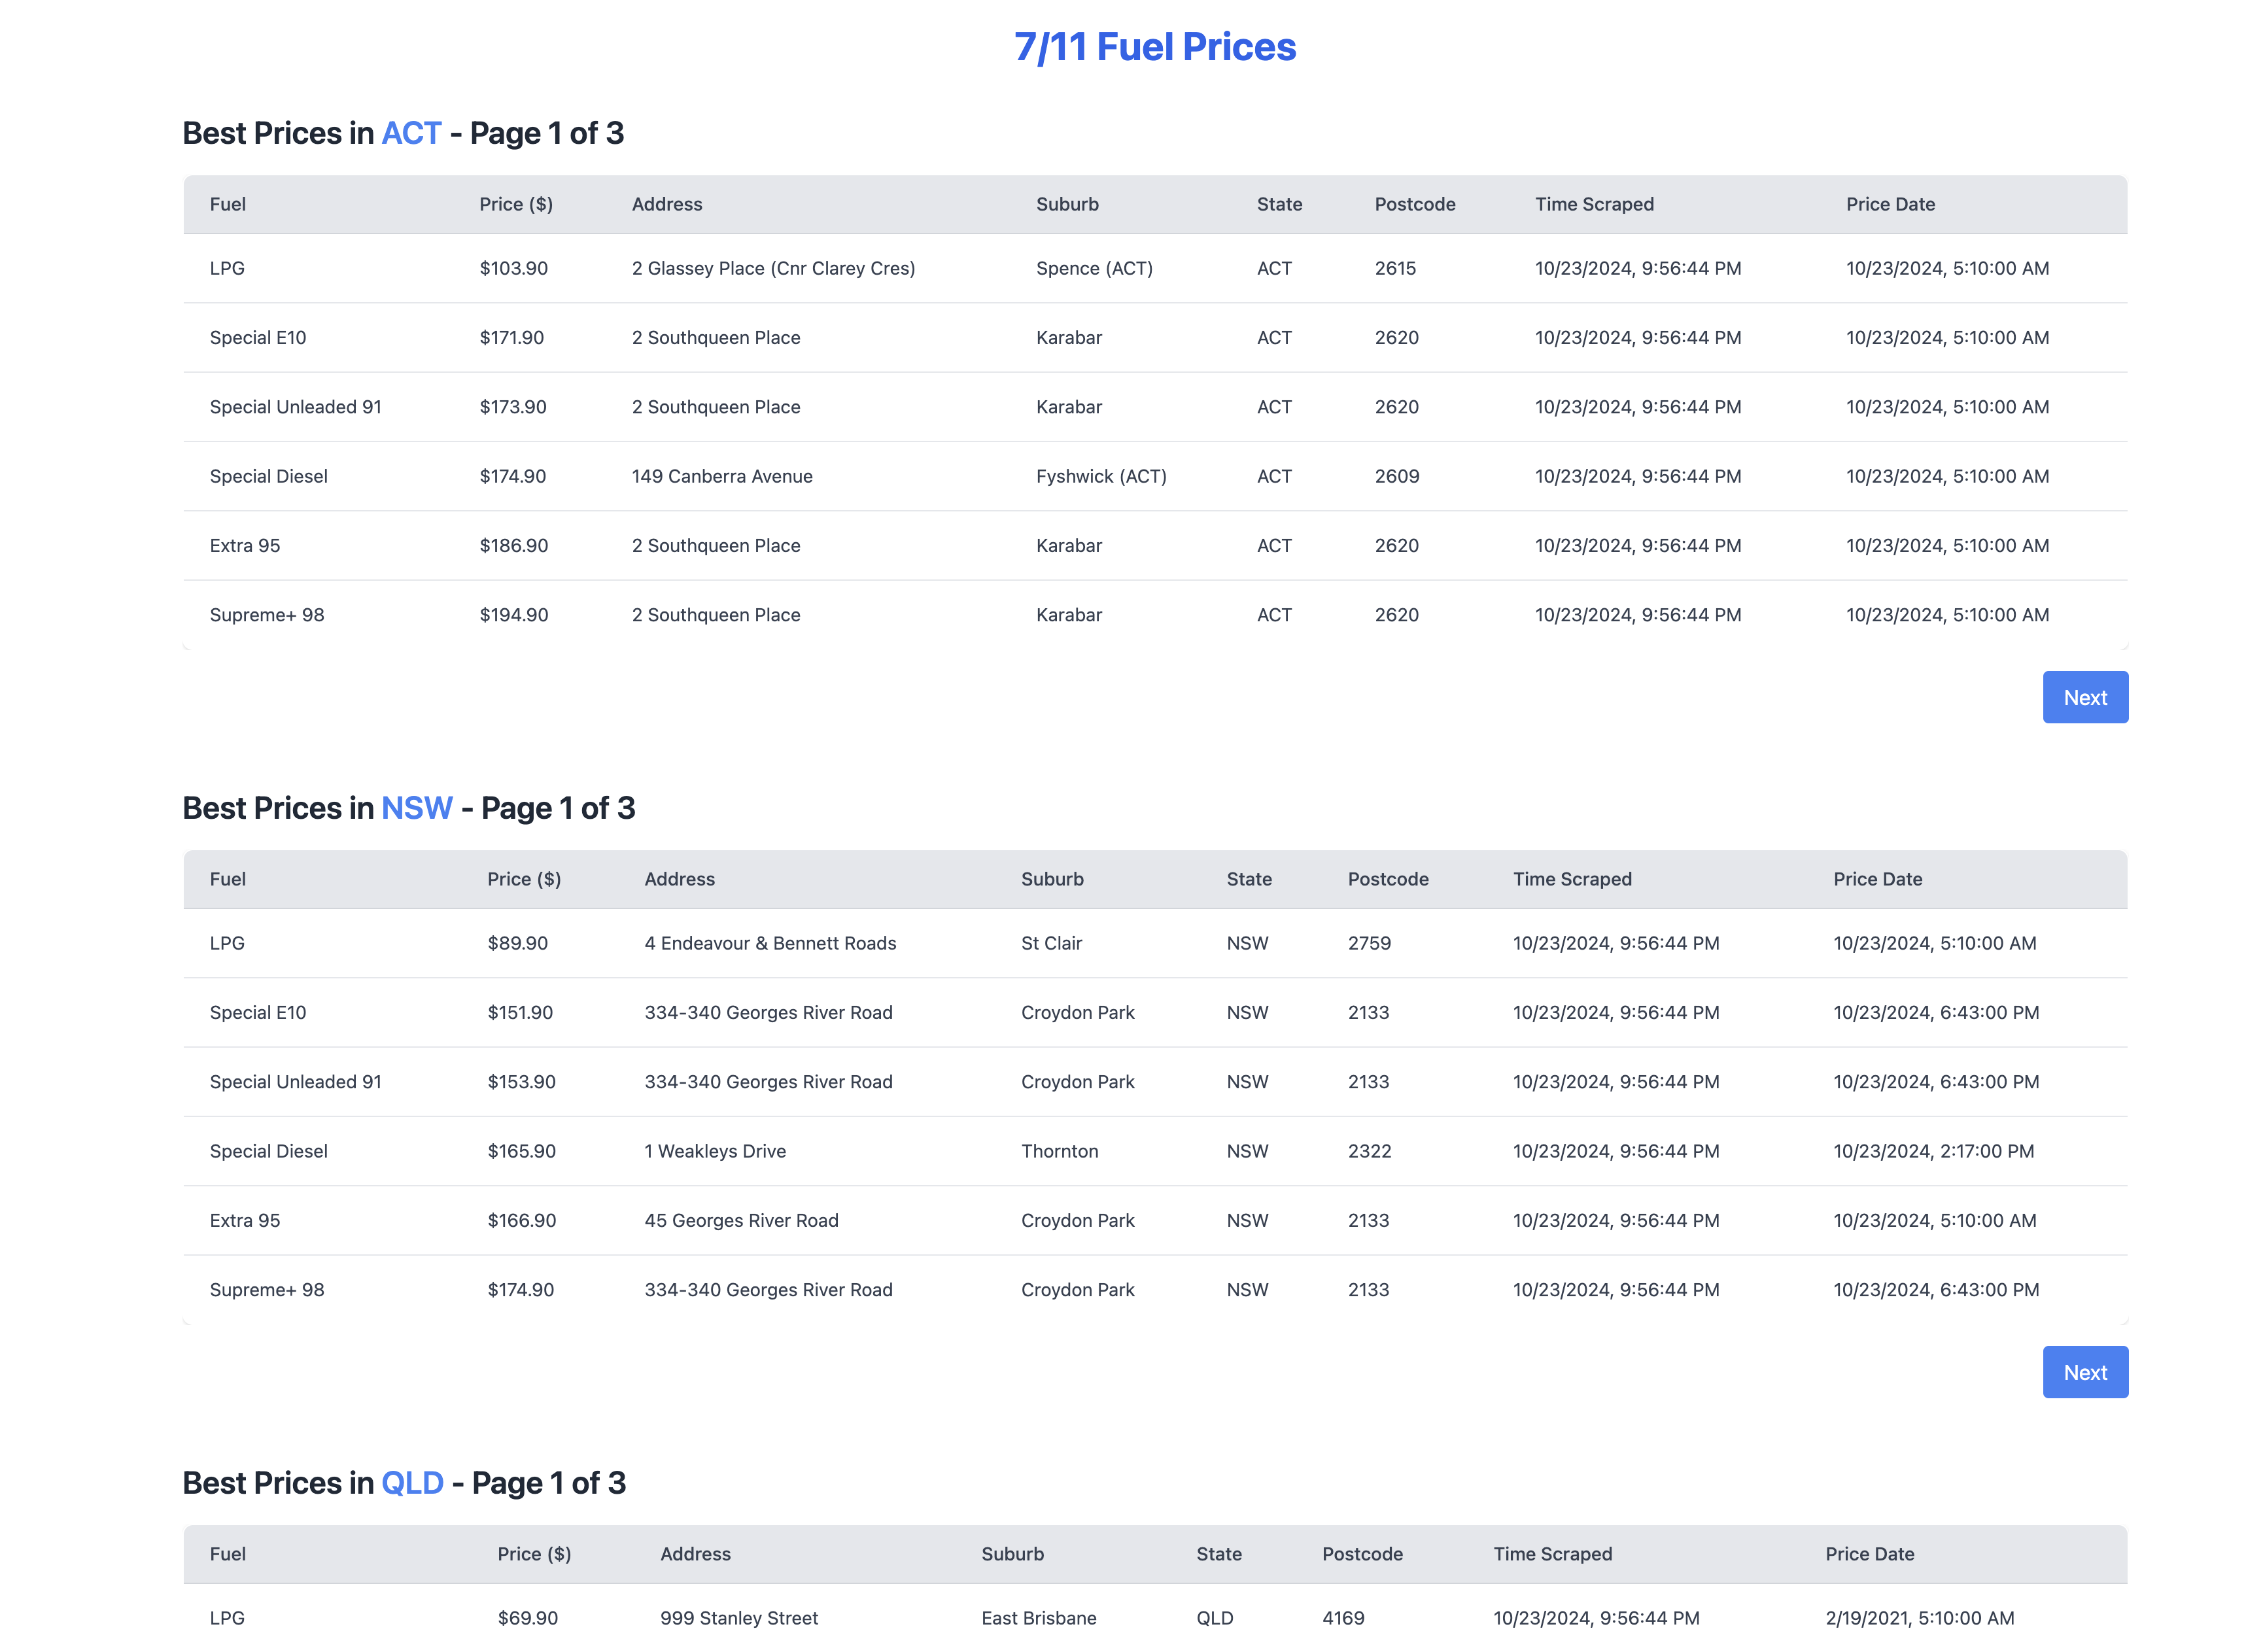 7/11 Fuel Prices
Best Prices in ACT - Page 1 of 3
Fuel Price ($) Address Suburb State Postcode Time Scraped Price Date
LPG $103.90 2 Glassey Place (Cnr Clarey Cres) Spence (ACT) ACT 2615 10/23/2024, 9:56:44 PM 10/23/2024, 5:10:00 AM
Special E10 $171.90 2 Southqueen Place Karabar ACT 2620 10/23/2024, 9:56:44 PM 10/23/2024, 5:10:00 AM
Special Unleaded 91 $173.90 2 Southqueen Place Karabar ACT 2620 10/23/2024, 9:56:44 PM 10/23/2024, 5:10:00 AM
Special Diesel $174.90 149 Canberra Avenue Fyshwick (ACT) ACT 2609 10/23/2024, 9:56:44 PM 10/23/2024, 5:10:00 AM
Extra 95 $186.90 2 Southqueen Place Karabar ACT 2620 10/23/2024, 9:56:44 PM 10/23/2024, 5:10:00 AM
Supreme+ 98 $194.90 2 Southqueen Place Karabar ACT 2620 10/23/2024, 9:56:44 PM 10/23/2024, 5:10:00 AM
Next
Best Prices in NSW - Page 1 of 3
Fuel Price ($) Address Suburb State Postcode Time Scraped Price Date
LPG $89.90 4 Endeavour & Bennett Roads St Clair NSW 2759 10/23/2024, 9:56:44 PM 10/23/2024, 5:10:00 AM
Special E10 $151.90 334-340 Georges River Road Croydon Park NSW 2133 10/23/2024, 9:56:44 PM 10/23/2024, 6:43:00 PM
Special Unleaded 91 $153.90 334-340 Georges River Road Croydon Park NSW 2133 10/23/2024, 9:56:44 PM 10/23/2024, 6:43:00 PM
Special Diesel $165.90 1 Weakleys Drive Thornton NSW 2322 10/23/2024, 9:56:44 PM 10/23/2024, 2:17:00 PM
Extra 95 $166.90 45 Georges River Road Croydon Park NSW 2133 10/23/2024, 9:56:44 PM 10/23/2024, 5:10:00 AM
Supreme+ 98 $174.90 334-340 Georges River Road Croydon Park NSW 2133 10/23/2024, 9:56:44 PM 10/23/2024, 6:43:00 PM
Next
Best Prices in QLD - Page 1 of 3
Fuel Price ($) Address Suburb State Postcode Time Scraped Price Date
LPG $69.90 999 Stanley Street East Brisbane QLD 4169 10/23/2024, 9:56:44 PM 2/19/2021, 5:10:00 AM